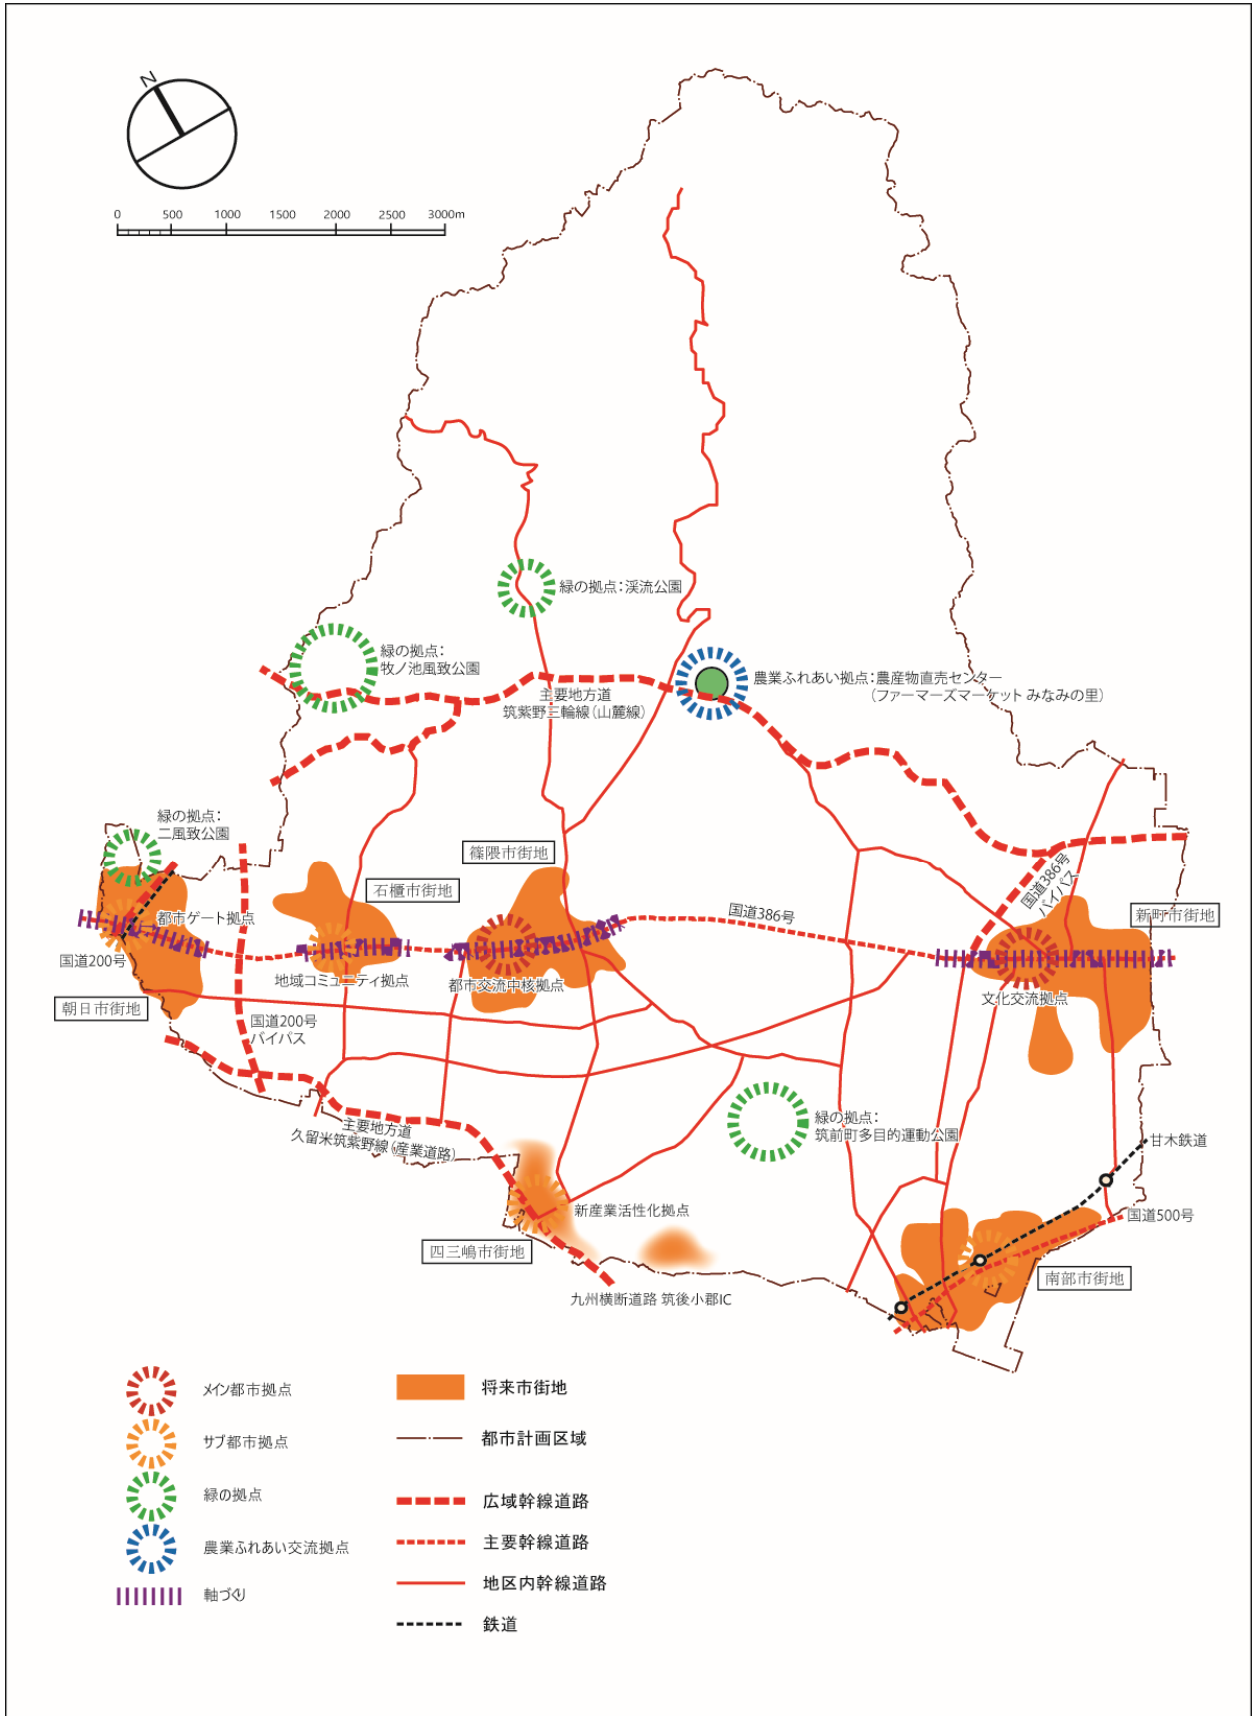 N
0 500 1000 1500 2000 2500 3000m
緑の拠点：渓流公園
緑の拠点：
牧ノ池風致公園
農業ふれあい拠点：農産物直売センター
（ファーマーズマーケット みなみの里）
主要地方道
筑紫野三輪線（山麓線）
緑の拠点：
二風致公園
篠隈市街地
石櫃市街地
国道386号
バイパス
新町市街地
国道386号
都市ゲート拠点
国道200号
地域コミュニティ拠点
都市交流中核拠点
文化交流拠点
朝日市街地
国道200号
バイパス
主要地方道
久留米筑紫野線（産業道路）
緑の拠点：
筑前町多目的運動公園
甘木鉄道
新産業活性化拠点
国道500号
四三嶋市街地
南部市街地
九州横断道路 筑後小郡IC
メイン都市拠点
サブ都市拠点
緑の拠点
農業ふれあい交流拠点
軸づくり
将来市街地
都市計画区域
広域幹線道路
主要幹線道路
地区内幹線道路
鉄道